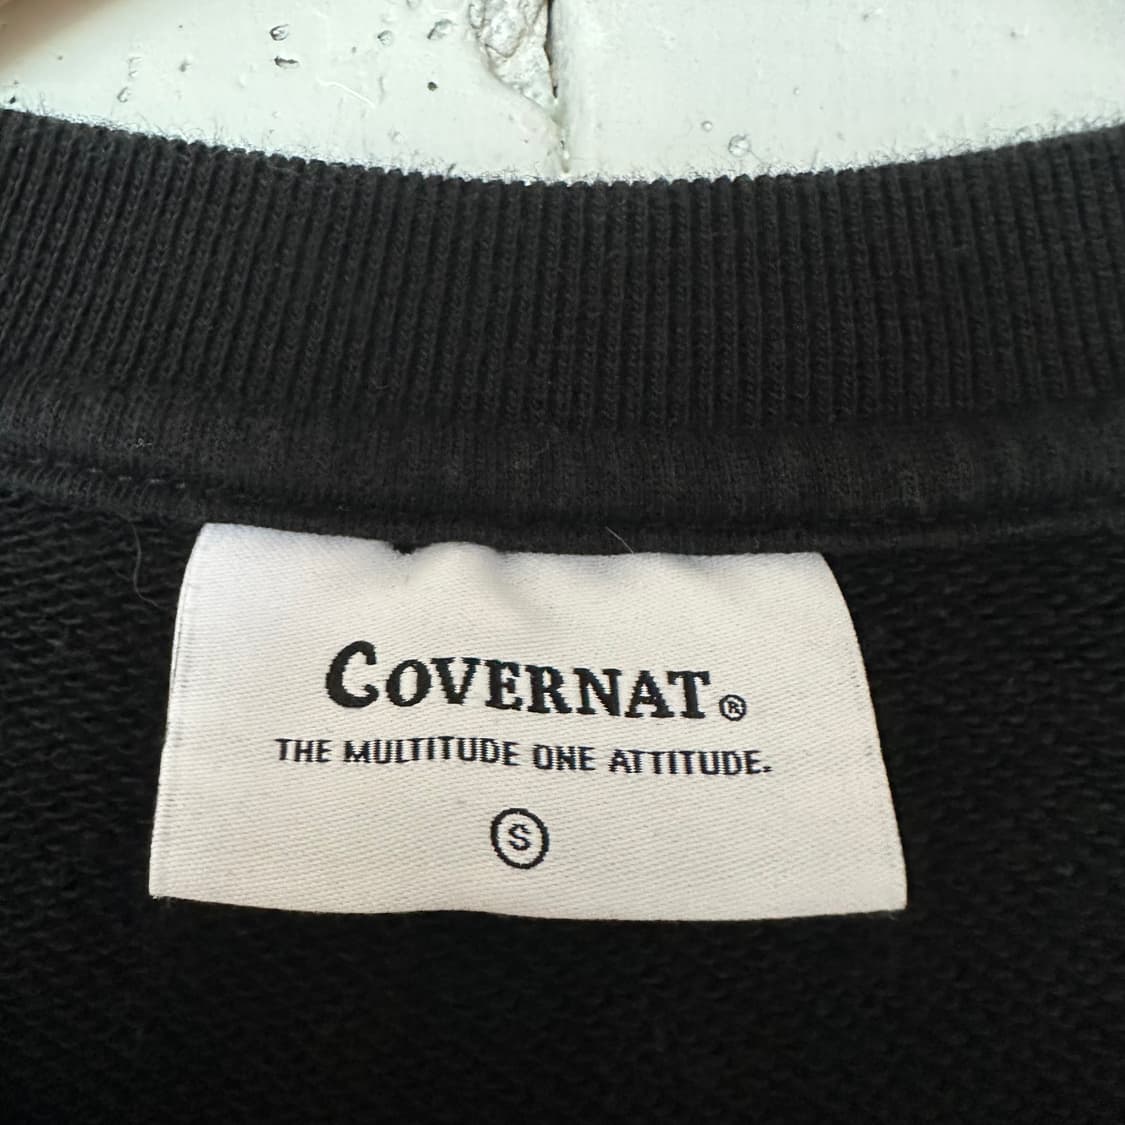 COVERNAT®
THE MULTITUDE ONE ATTITUDE.
S